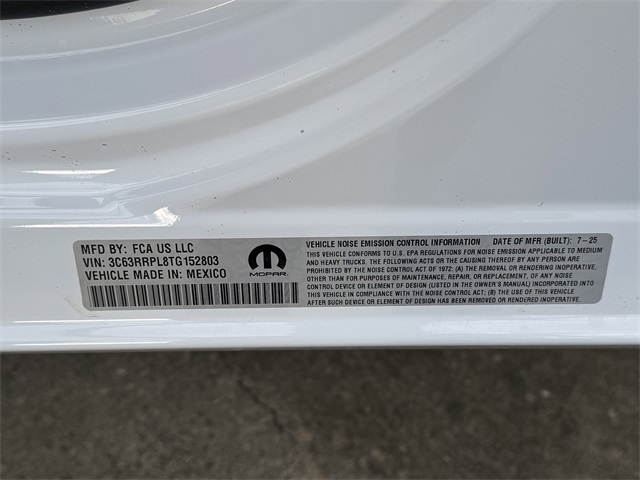 MFD BY: FCA US LLC
VIN: 3C63RRPL8TG152803
VEHICLE MADE IN: MEXICO
MOPAR
VEHICLE NOISE EMISSION CONTROL INFORMATION DATE OF MFR (BUILT): 7-25
THIS VEHICLE CONFORMS TO U.S. EPA REGULATIONS FOR NOISE EMISSION APPLICABLE TO MEDIUM
AND HEAVY TRUCKS. THE FOLLOWING ACTS OR THE CAUSING THEREOF BY ANY PERSON ARE
PROHIBITED BY THE NOISE CONTROL ACT OF 1972: (A) THE REMOVAL OR RENDERING INOPERATIVE,
OTHER THAN FOR PURPOSES OF MAINTENANCE, REPAIR, OR REPLACEMENT, OF ANY NOISE
CONTROL DEVICE OR ELEMENT OF DESIGN (LISTED IN THE OWNER'S MANUAL) INCORPORATED INTO
THIS VEHICLE IN COMPLIANCE WITH THE NOISE CONTROL ACT; (B) THE USE OF THIS VEHICLE
AFTER SUCH DEVICE OR ELEMENT OF DESIGN HAS BEEN REMOVED OR RENDERED INOPERATIVE.